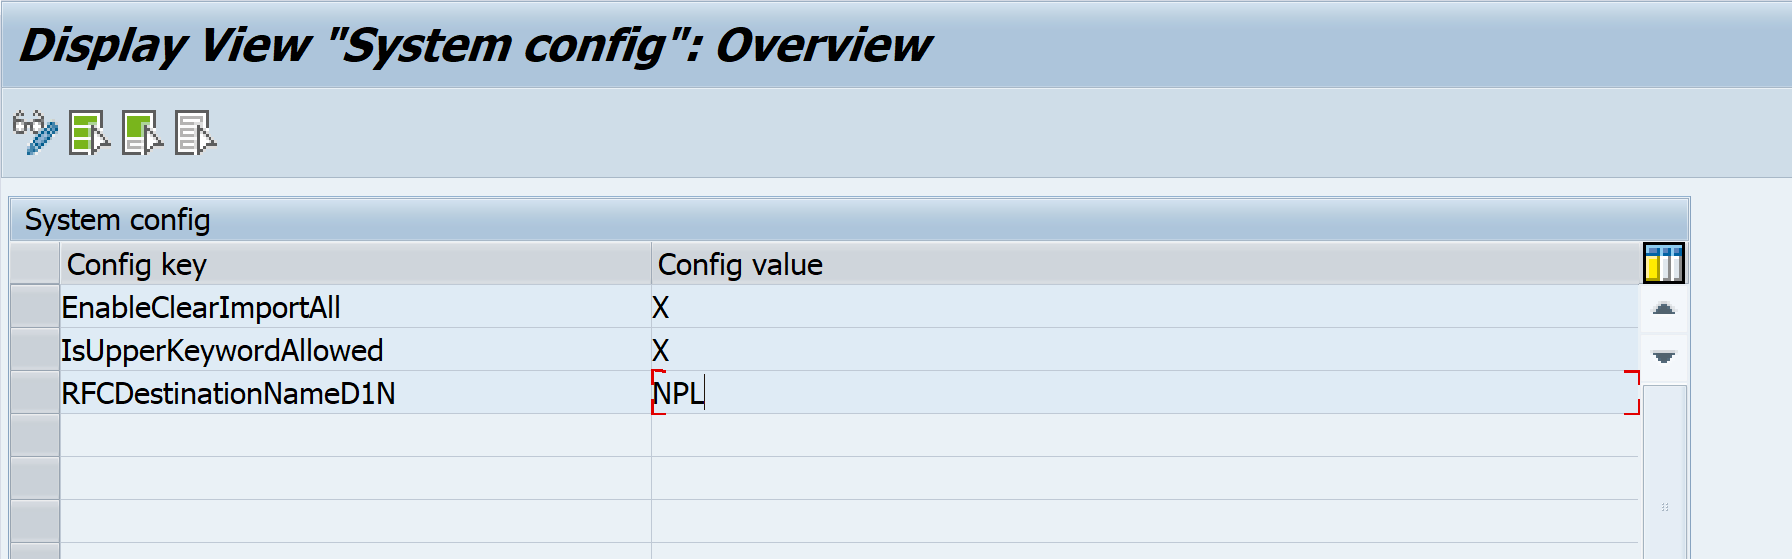 Display View "System config": Overview
System config
Config key Config value
EnableClearImportAll X
IsUpperKeywordAllowed X
RFCDestinationNameD1N NPL